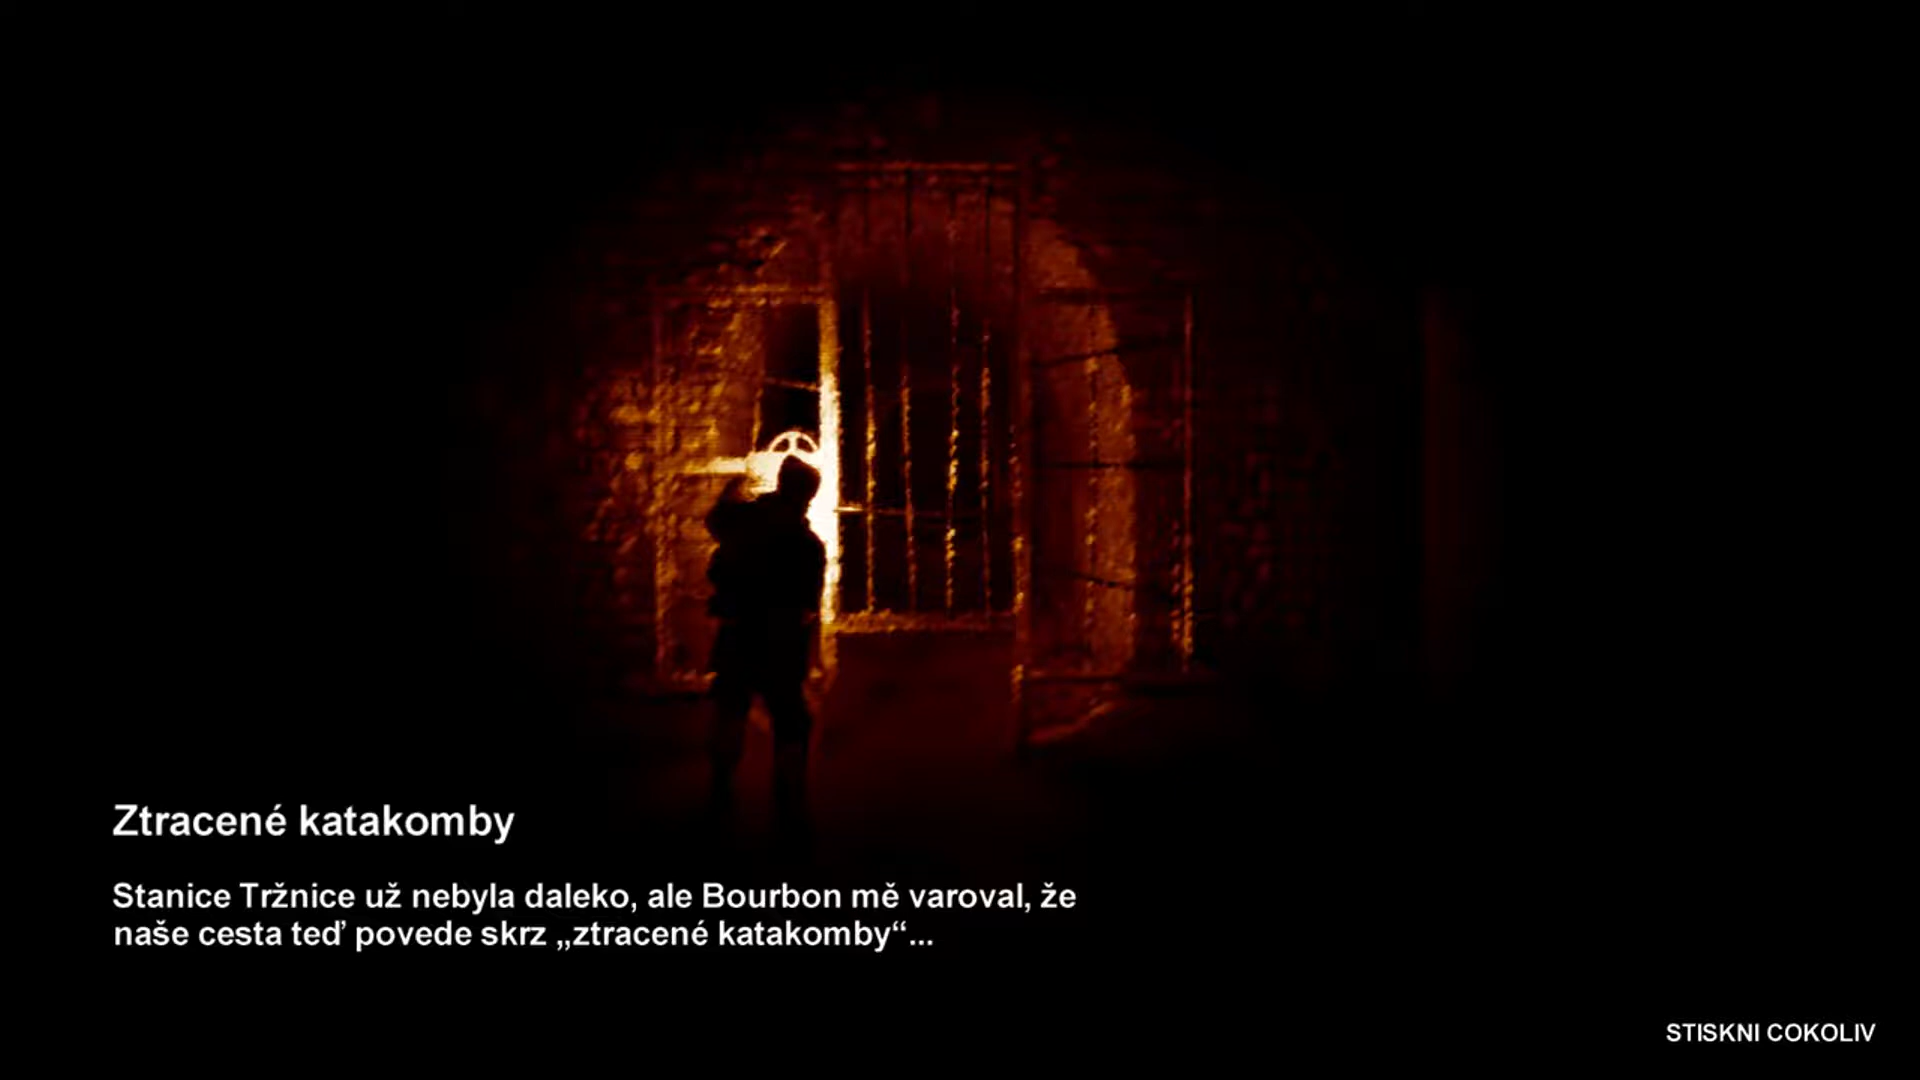 Ztracené katakomby
Stanice Tržnice už nebyla daleko, ale Bourbon mě varoval, že
naše cesta teď povede skrz „ztracené katakomby“...
STISKNI COKOLIV